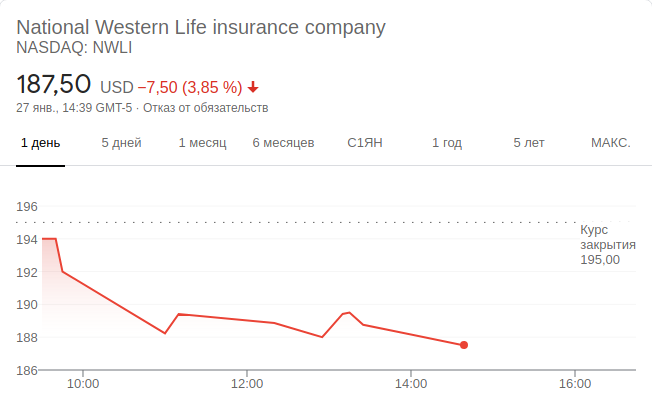 National Western Life insurance company
NASDAQ: NWLI
187,50 USD −7,50 (3,85 %)
27 янв., 14:39 GMT-5 · Отказ от обязательств
1 день 5 дней 1 месяц 6 месяцев С1ЯН 1 год 5 лет МАКС.
196
194
192
190
188
186
Курс
закрытия
195,00
10:00 12:00 14:00 16:00